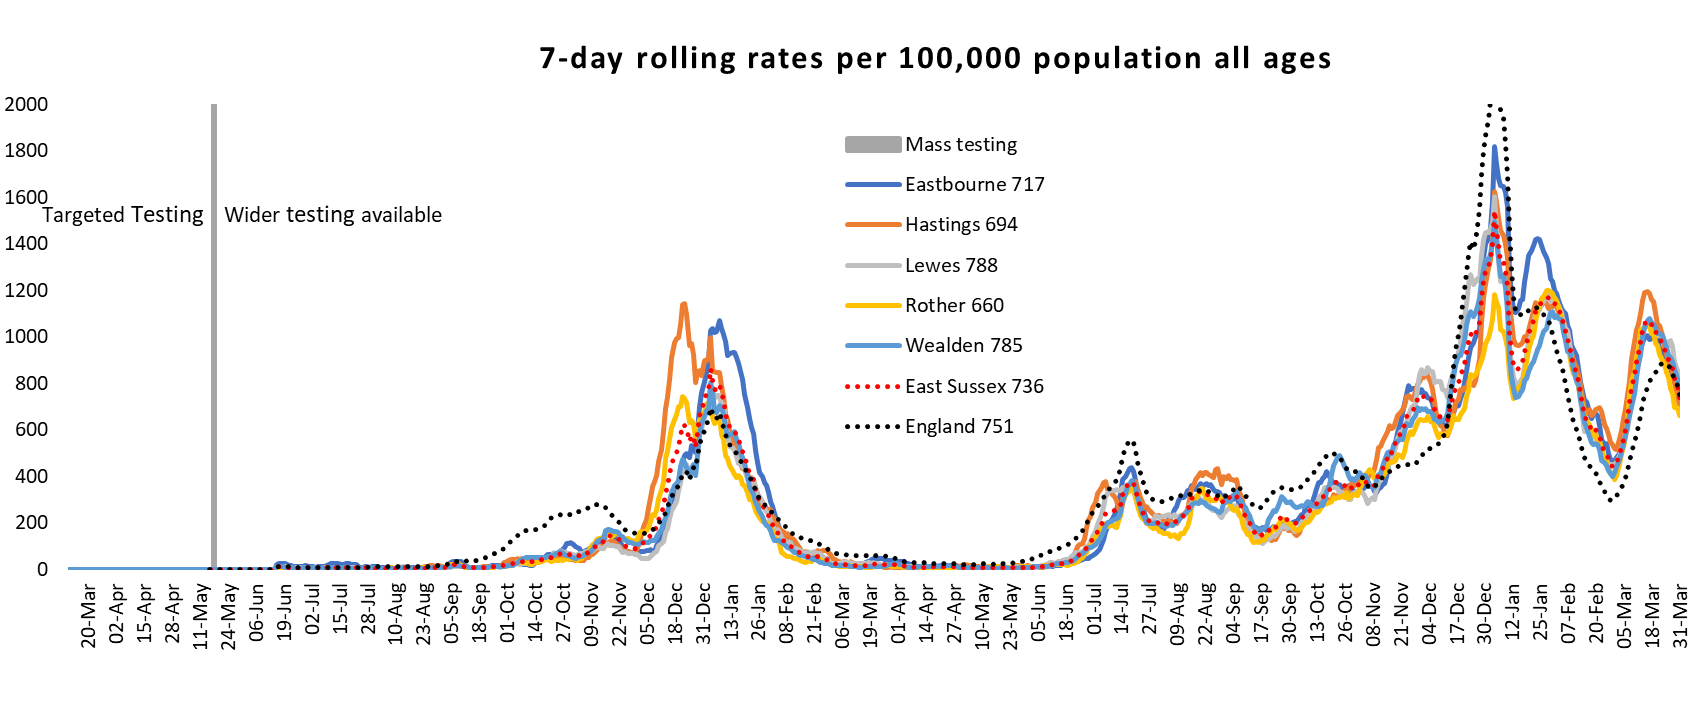 7-day rolling rates per 100,000 population all ages
2000
1800
1600
1400
1200
1000
800
600
400
200
0
Targeted Testing
Wider testing available
Mass testing
Eastbourne 717
Hastings 694
Lewes 788
Rother 660
Wealden 785
East Sussex 736
England 751
20-Mar
02-Apr
15-Apr
28-Apr
11-May
24-May
06-Jun
19-Jun
02-Jul
15-Jul
28-Jul
10-Aug
23-Aug
05-Sep
18-Sep
01-Oct
14-Oct
27-Oct
09-Nov
22-Nov
05-Dec
18-Dec
31-Dec
13-Jan
26-Jan
08-Feb
21-Feb
06-Mar
19-Mar
01-Apr
14-Apr
27-Apr
10-May
23-May
05-Jun
18-Jun
01-Jul
14-Jul
27-Jul
09-Aug
22-Aug
04-Sep
17-Sep
30-Sep
13-Oct
26-Oct
08-Nov
21-Nov
04-Dec
17-Dec
30-Dec
12-Jan
25-Jan
07-Feb
20-Feb
05-Mar
18-Mar
31-Mar